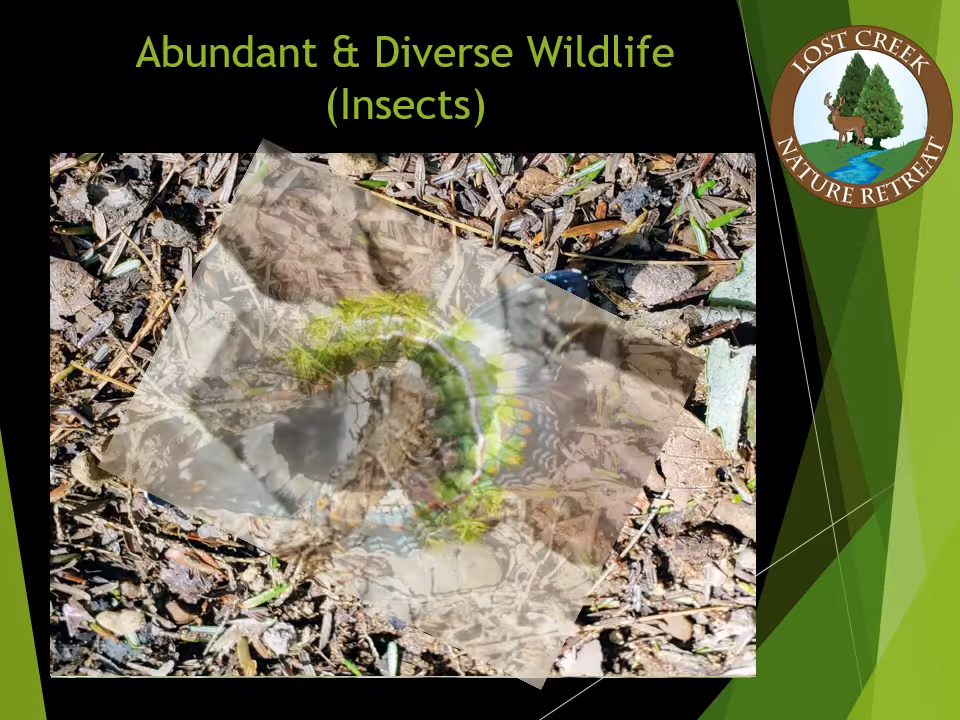 Abundant & Diverse Wildlife
(Insects)
LOST CREEK
NATURE RETREAT